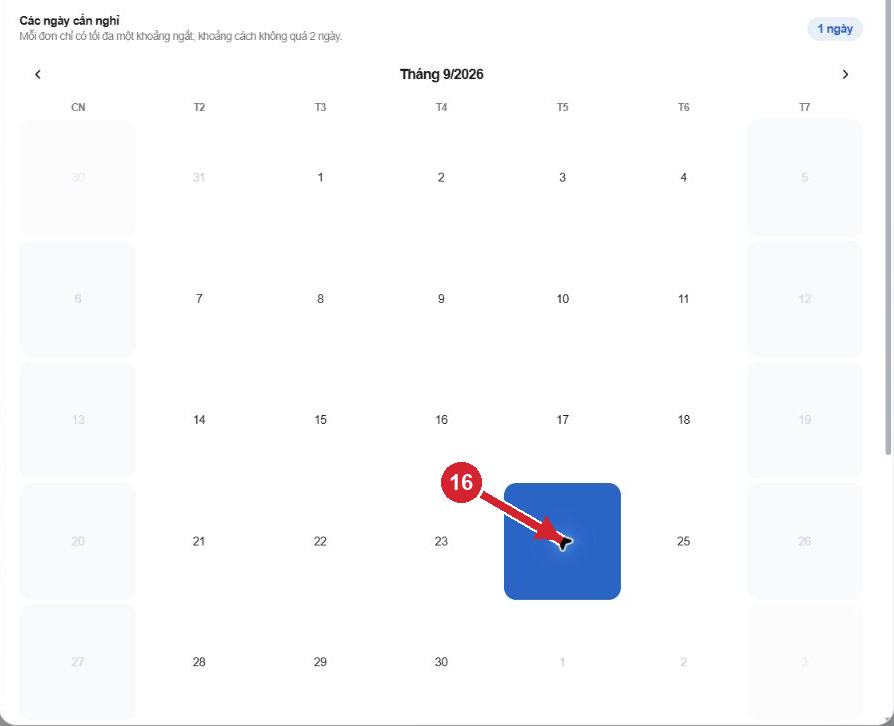 Các ngày cần nghỉ
Mỗi đơn chỉ có tối đa một khoảng ngắt; khoảng cách không quá 2 ngày.
1 ngày
Tháng 9/2026
CN T2 T3 T4 T5 T6 T7
30 31 1 2 3 4 5
6 7 8 9 10 11 12
13 14 15 16 17 18 19
16
20 21 22 23 25 26
27 28 29 30 1 2 3